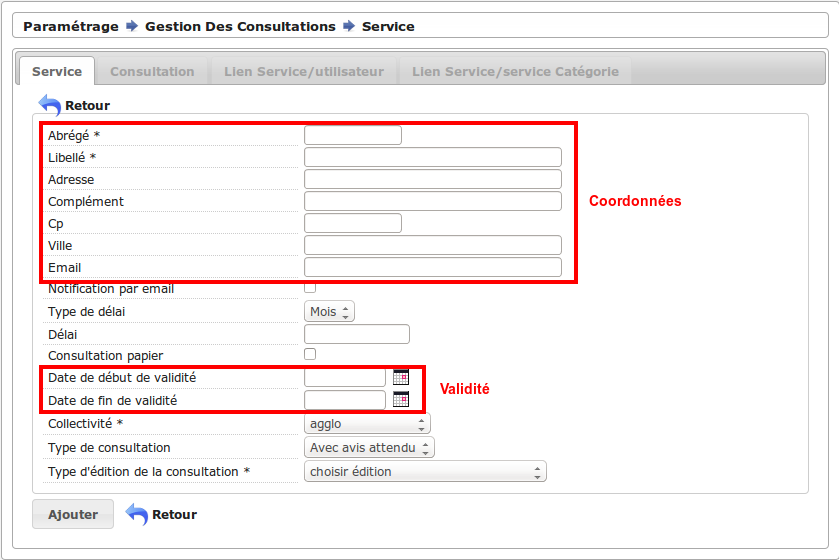 Paramétrage Gestion Des Consultations Service
Service Consultation Lien Service/utilisateur Lien Service/service Catégorie
Retour
Abrégé *
Libellé *
Adresse
Complément Coordonnées
Cp
Ville
Email
Notification par email
Type de délai Mois
Délai
Consultation papier
Date de début de validité
Validité
Date de fin de validité
Collectivité * agglo
Type de consultation Avec avis attendu
Type d'édition de la consultation * choisir édition
Ajouter Retour